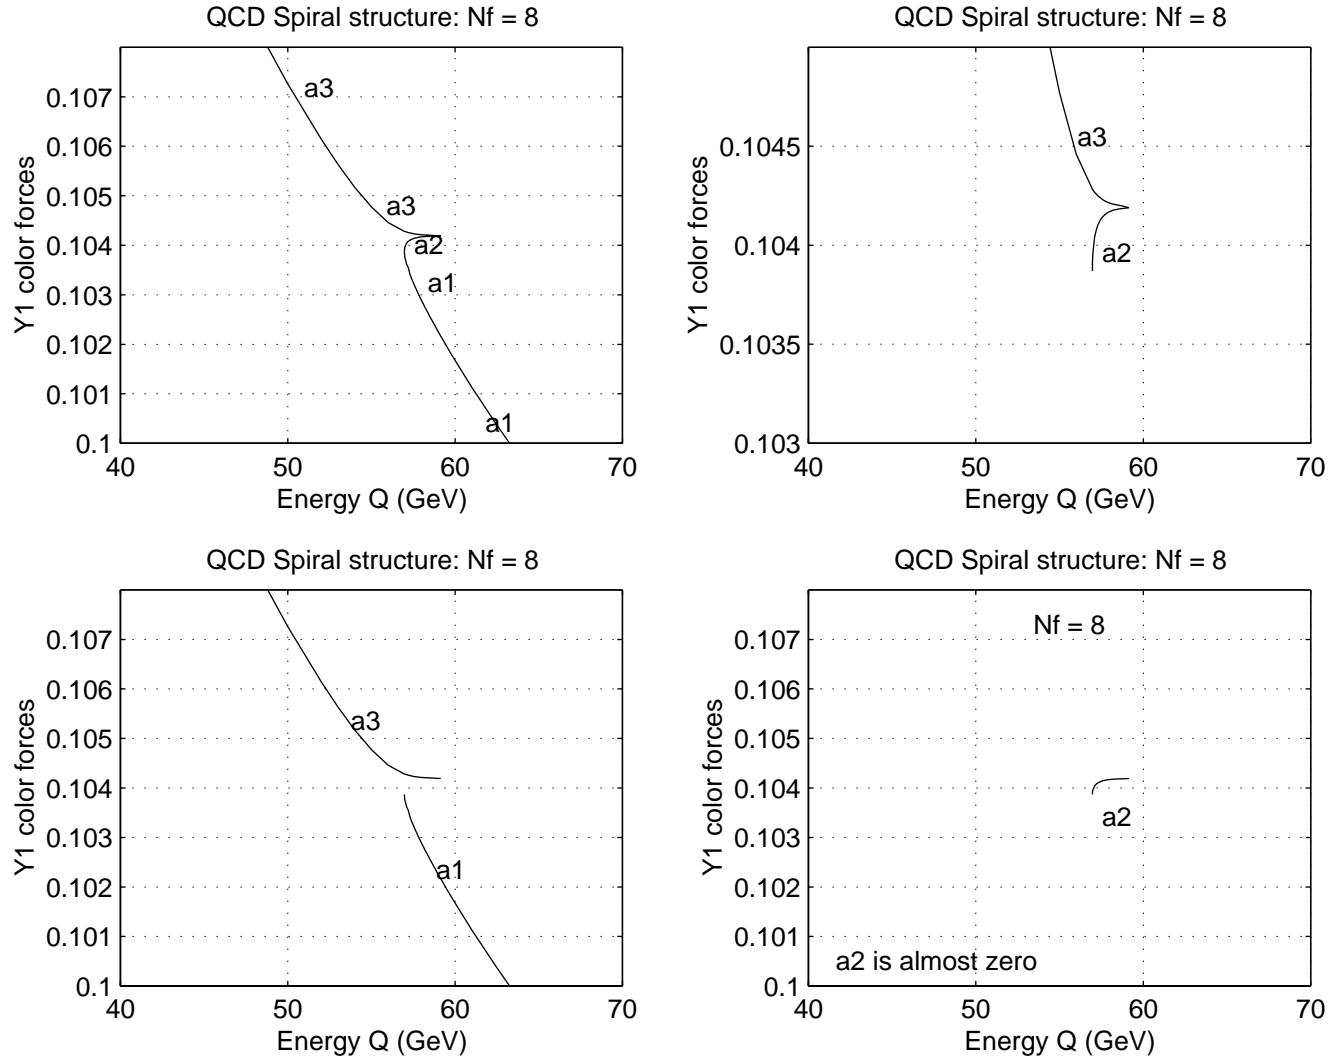 QCD Spiral structure: Nf = 8
Y1 color forces
0.107
0.106
0.105
0.104
0.103
0.102
0.101
0.1
a3
a3
a2
a1
a1
40
50
60
70
Energy Q (GeV)
QCD Spiral structure: Nf = 8
Y1 color forces
0.1045
0.104
0.1035
0.103
a3
a2
40
50
60
70
Energy Q (GeV)
QCD Spiral structure: Nf = 8
Y1 color forces
0.107
0.106
0.105
0.104
0.103
0.102
0.101
0.1
a3
a1
40
50
60
70
Energy Q (GeV)
QCD Spiral structure: Nf = 8
Y1 color forces
0.107
0.106
0.105
0.104
0.103
0.102
0.101
0.1
Nf = 8
a2
a2 is almost zero
40
50
60
70
Energy Q (GeV)